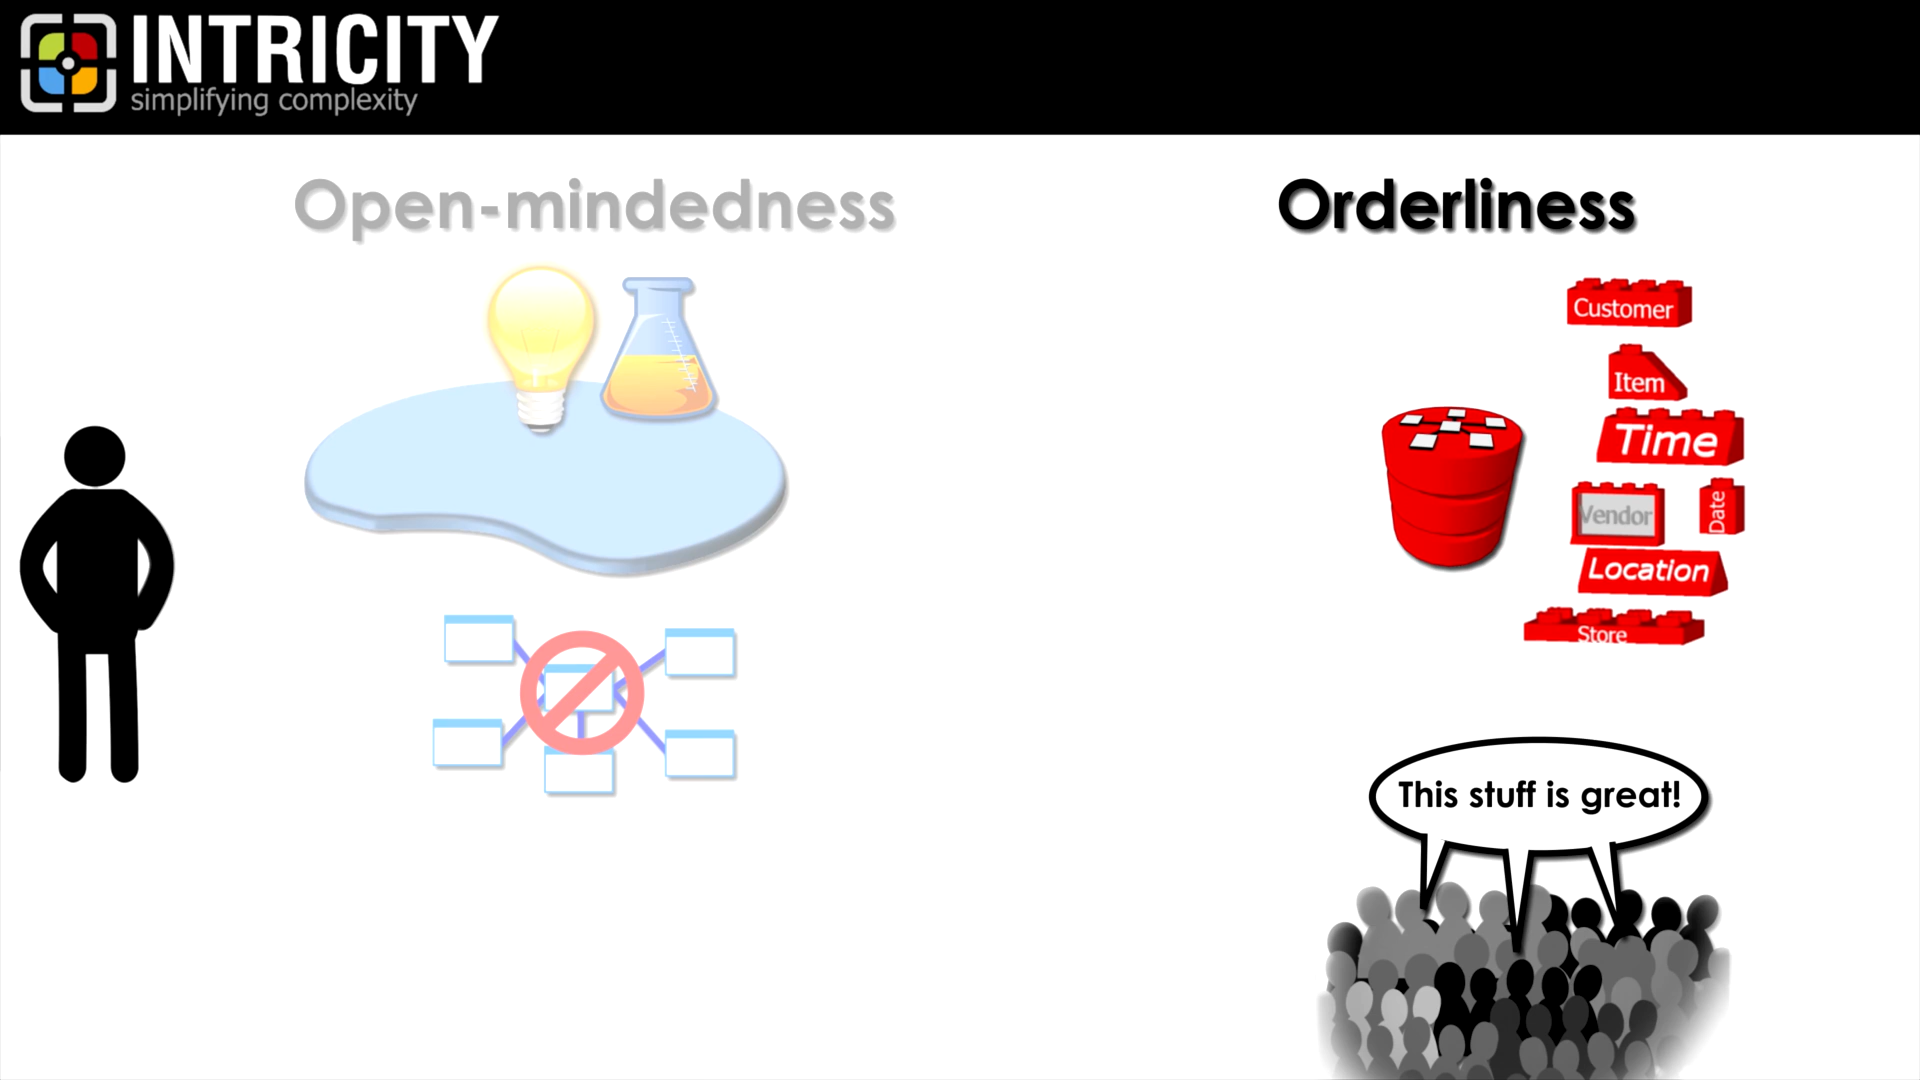 INTRICITY
simplifying complexity
Open-mindedness
Orderliness
Customer
Item
Time
Vendor
Date
Location
Store
This stuff is great!